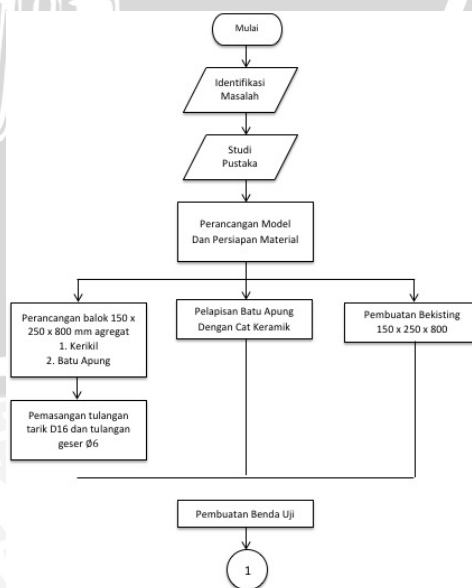 Mulai
Identifikasi
Masalah
Studi
Pustaka
Perancangan Model
Dan Persiapan Material
Perancangan balok 150 x
250 x 800 mm agregat
1. Kerikil
2. Batu Apung
Pelapisan Batu Apung
Dengan Cat Keramik
Pembuatan Bekisting
150 x 250 x 800
Pemasangan tulangan
tarik D16 dan tulangan
geser Ø6
Pembuatan Benda Uji
1